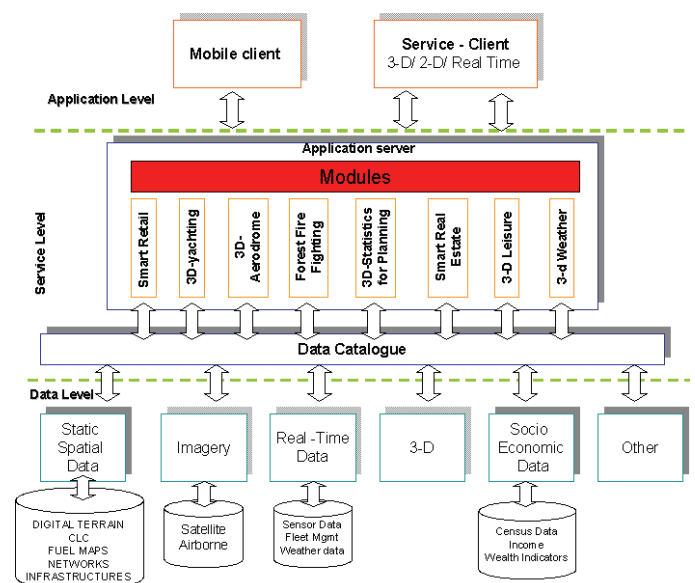 Mobile client
Service - Client
3-D/ 2-D/ Real Time
Application Level
Application server
Modules
Service Level
Smart Retail
3D-yachting
3D-
Aerodrome
Forest Fire
Fighting
3D-Statistics
for Planning
Smart Real
Estate
3-D Leisure
3-d Weather
Data Catalogue
Data Level
Static
Spatial
Data
Imagery
Real -Time
Data
3-D
Socio
Economic
Data
Other
DIGITAL TERRAIN
CLC
FUEL MAPS
NETWORKS
INFRASTRUCTURES
Satellite
Airborne
Sensor Data
Fleet Mgmt
Weather data
Census Data
Income
Wealth Indicators